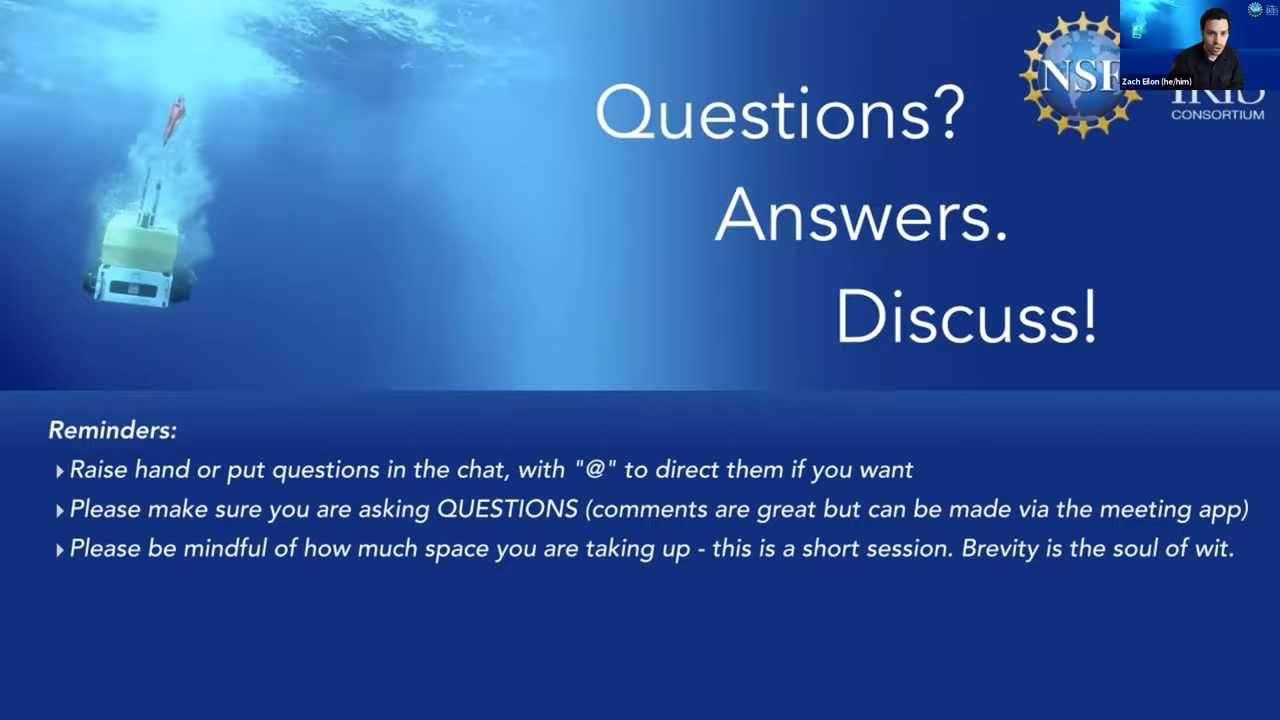 Questions?
Answers.
Discuss!
NSF
CONSORTIUM
Zach Eilon (he/him)
Reminders:
Raise hand or put questions in the chat, with "@" to direct them if you want
Please make sure you are asking QUESTIONS (comments are great but can be made via the meeting app)
Please be mindful of how much space you are taking up - this is a short session. Brevity is the soul of wit.